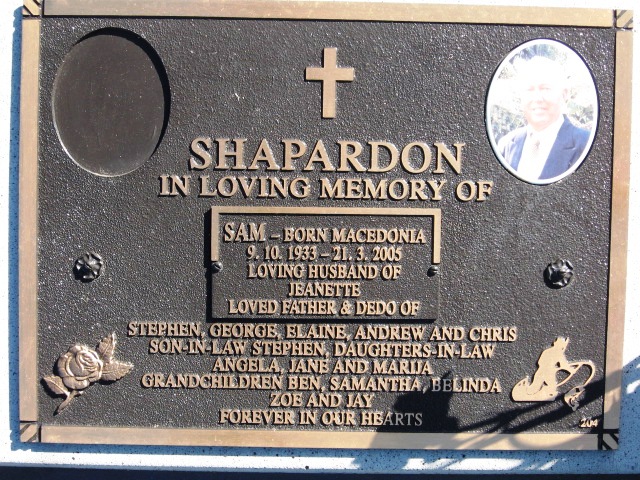 SHAPARDON
IN LOVING MEMORY OF
SAM – BORN MACEDONIA
9. 10. 1933 – 21. 3. 2005
LOVING HUSBAND OF
JEANETTE
LOVED FATHER & DEDO OF
STEPHEN, GEORGE, ELAINE, ANDREW AND CHRIS
SON-IN-LAW STEPHEN, DAUGHTERS-IN-LAW
ANGELA, JANE AND MARIJA
GRANDCHILDREN BEN, SAMANTHA, BELINDA
ZOE AND JAY
FOREVER IN OUR HEARTS
204